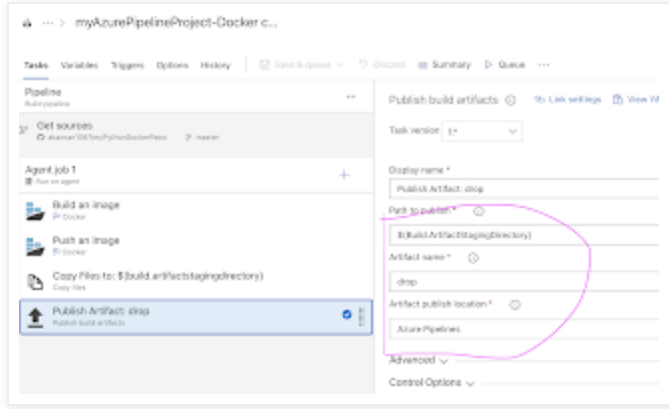 ... > myAzurePipelineProject-Docker c...
Tasks Variables Triggers Options History Save & queue Discard Summary Queue ...
Pipeline
Build pipeline
...
Get sources
master
Agent job 1
Run on agent
+
Build an image
Docker
Push an image
Docker
Copy Files to: $(build.artifactstagingdirectory)
Copy files
Publish Artifact: drop
Publish build artifacts
Publish build artifacts Link settings View
Task version 1.*
Display name *
Publish Artifact: drop
Path to publish *
$(Build.ArtifactStagingDirectory)
Artifact name *
drop
Artifact publish location *
Azure Pipelines
Advanced
Control Options